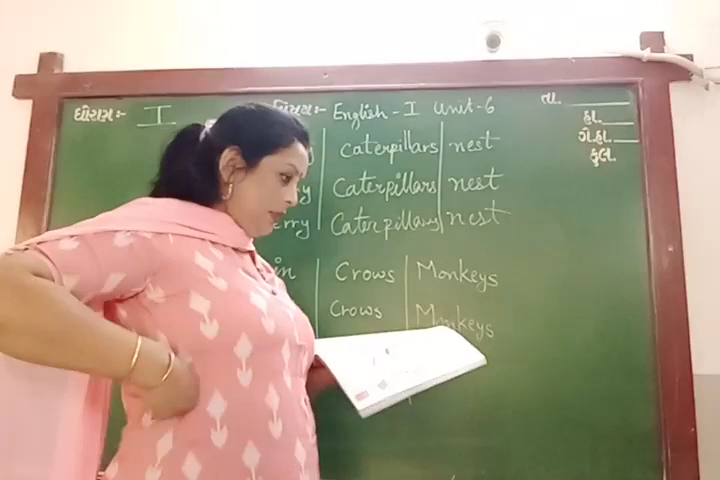 ધોરણઃ- I વિષયઃ- English - I Unit-6 તા.
હા.
ગે.હા.
કુલ.
Caterpillars nest
Caterpillars nest
Caterpillars nest
Crows Monkeys
Crows Monkeys